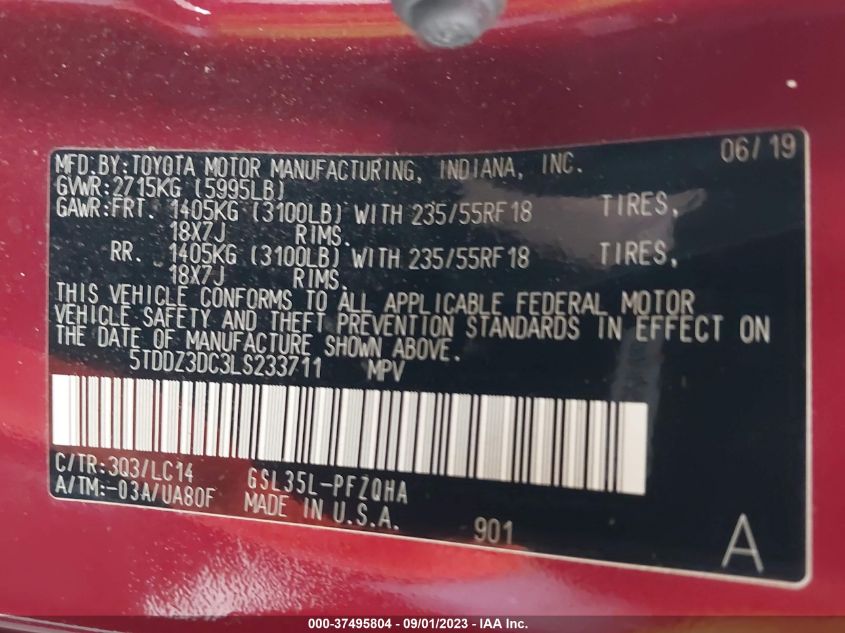 MFD.BY:TOYOTA MOTOR MANUFACTURING, INDIANA, INC. 06/19
GVWR:2715KG (5995LB)
GAWR:FRT. 1405KG (3100LB) WITH 235/55RF18 TIRES,
18X7J RIMS.
RR. 1405KG (3100LB) WITH 235/55RF18 TIRES,
18X7J RIMS.
THIS VEHICLE CONFORMS TO ALL APPLICABLE FEDERAL MOTOR
VEHICLE SAFETY AND THEFT PREVENTION STANDARDS IN EFFECT ON
THE DATE OF MANUFACTURE SHOWN ABOVE.
5TDDZ3DC3LS233711 MPV
C/TR:3Q3/LC14 GSL35L-PFZQHA
A/TM:-03A/UA80F MADE IN U.S.A.
901
A
000-37495804 - 09/01/2023 - IAA Inc.